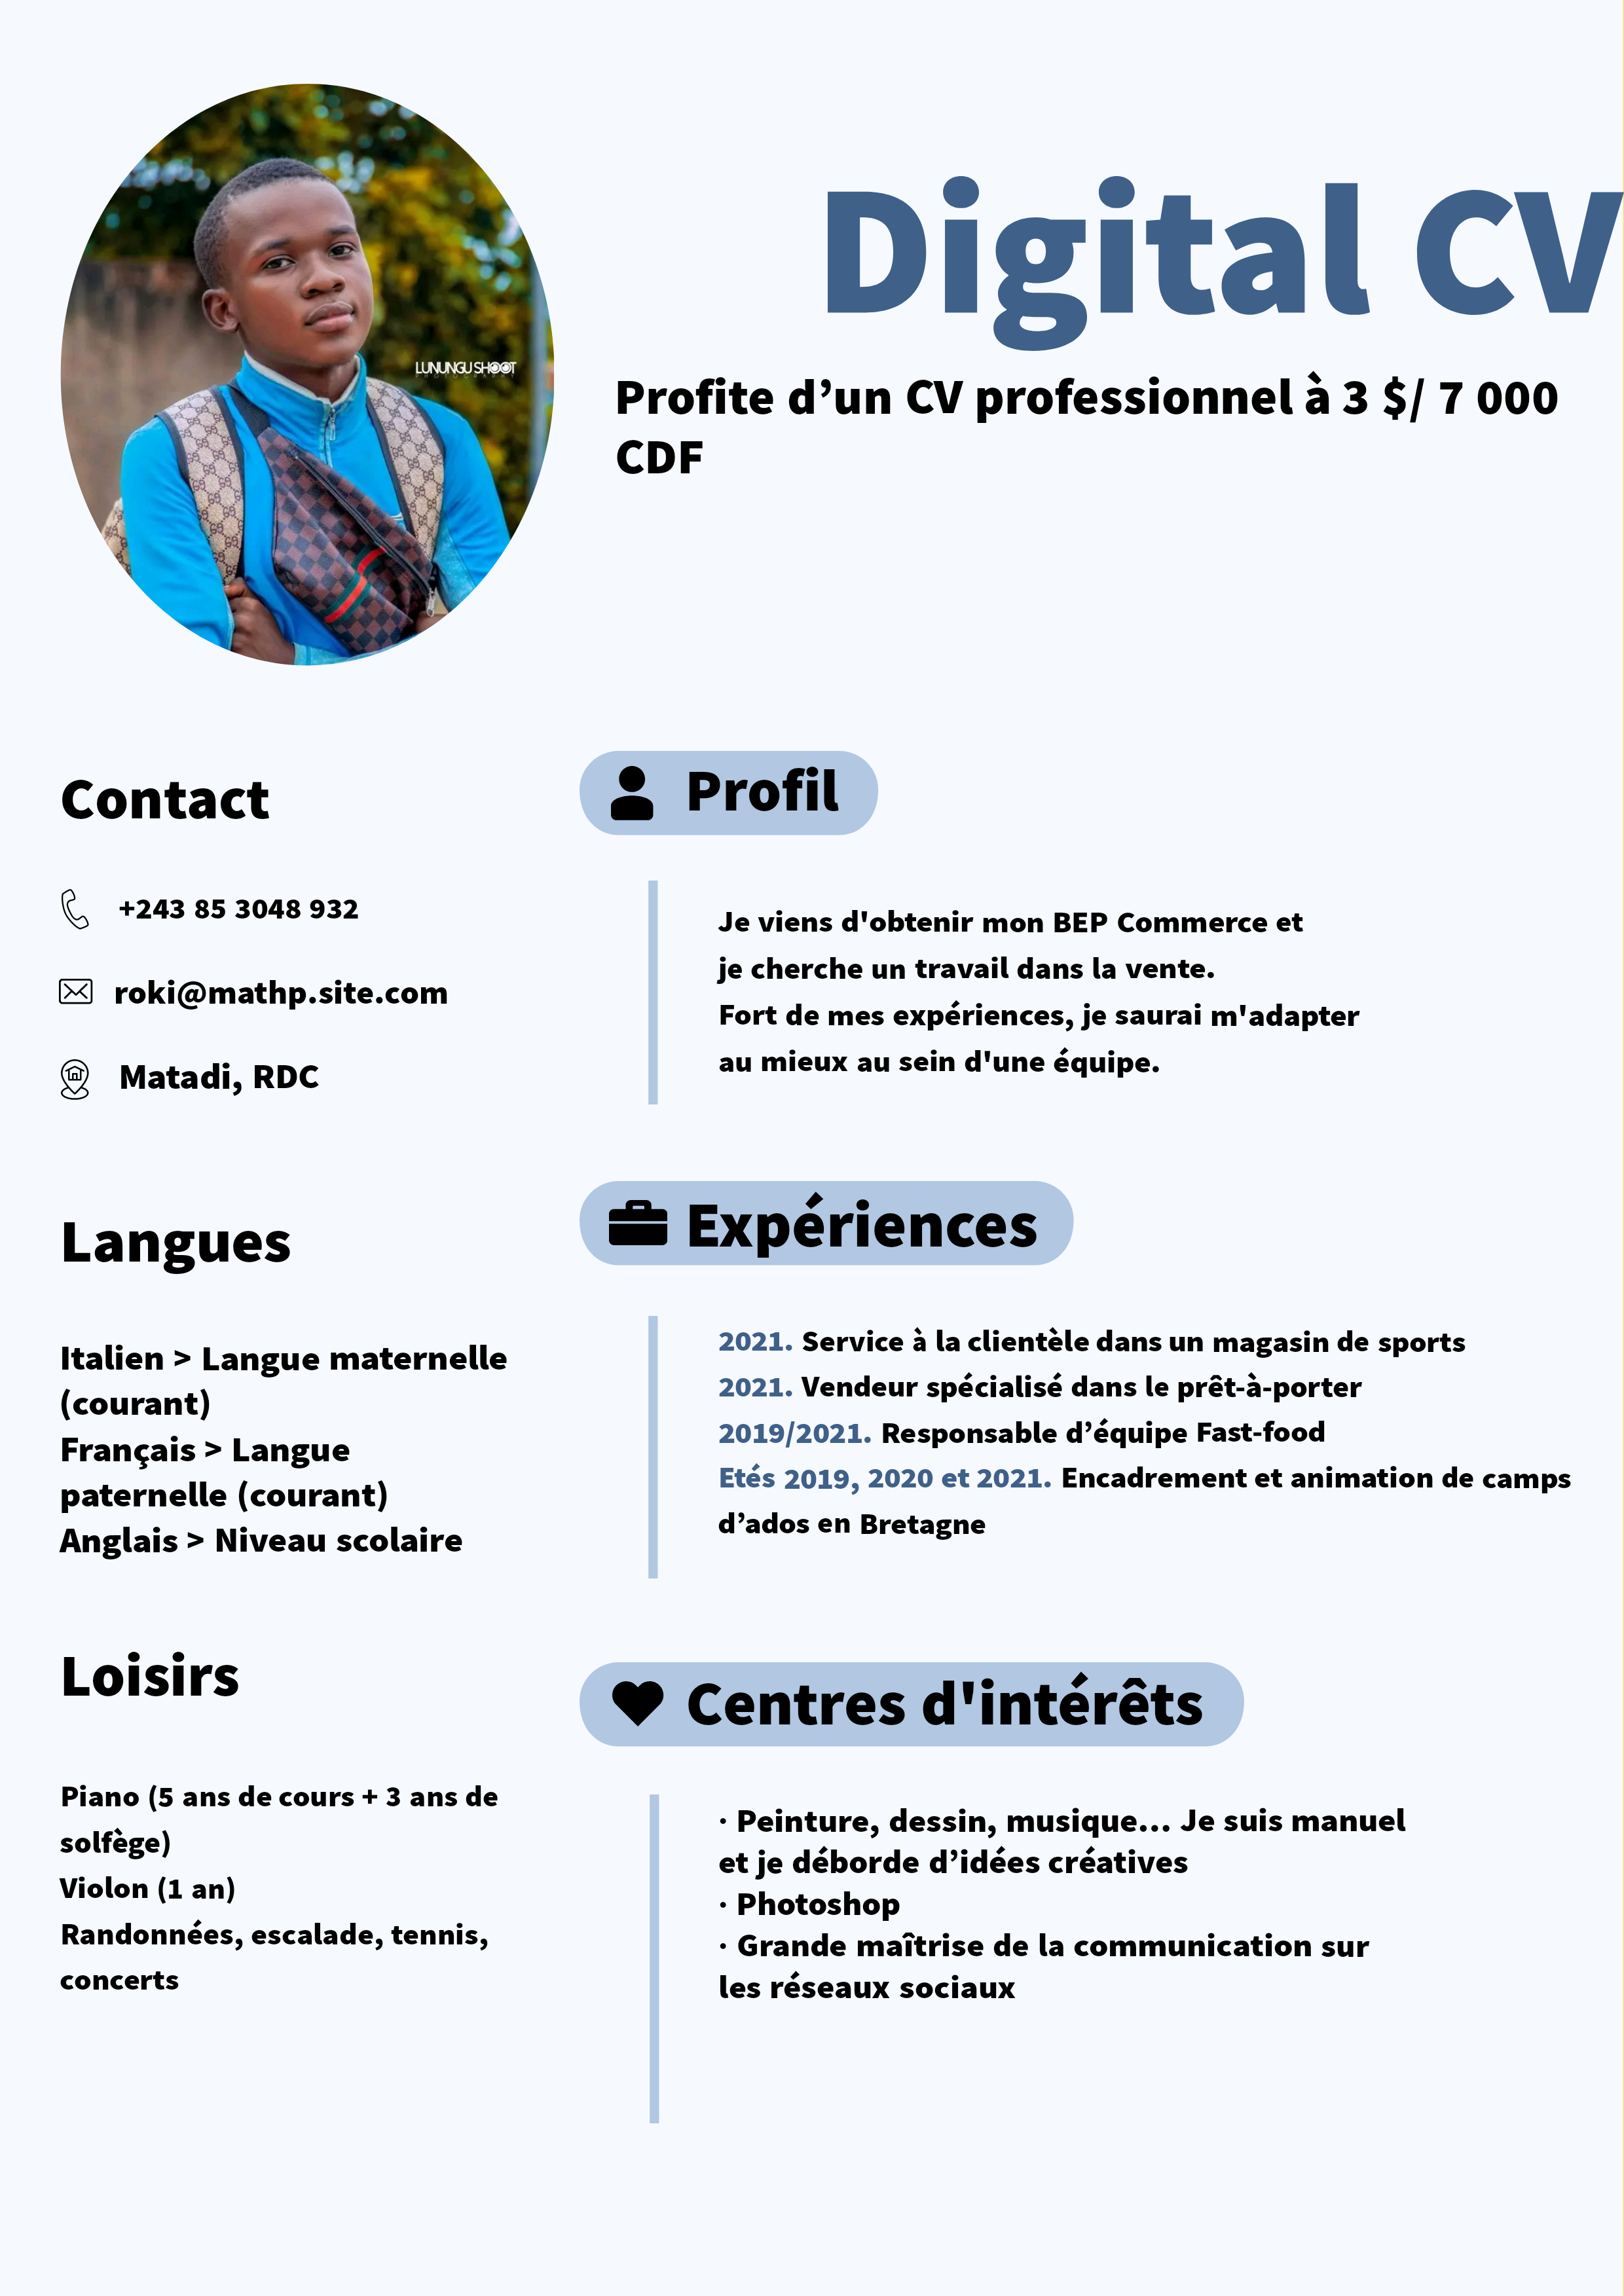 Digital CV
Profite d’un CV professionnel à 3 $/ 7 000
CDF
LUNUNGU SHOOT
PHOTOGRAPHY
Contact
+243 85 3048 932
roki@mathp.site.com
Matadi, RDC
Langues
Italien > Langue maternelle
(courant)
Français > Langue
paternelle (courant)
Anglais > Niveau scolaire
Loisirs
Piano (5 ans de cours + 3 ans de
solfège)
Violon (1 an)
Randonnées, escalade, tennis,
concerts
Profil
Je viens d'obtenir mon BEP Commerce et
je cherche un travail dans la vente.
Fort de mes expériences, je saurai m'adapter
au mieux au sein d'une équipe.
Expériences
2021. Service à la clientèle dans un magasin de sports
2021. Vendeur spécialisé dans le prêt-à-porter
2019/2021. Responsable d’équipe Fast-food
Etés 2019, 2020 et 2021. Encadrement et animation de camps
d’ados en Bretagne
Centres d'intérêts
· Peinture, dessin, musique... Je suis manuel
et je déborde d’idées créatives
· Photoshop
· Grande maîtrise de la communication sur
les réseaux sociaux